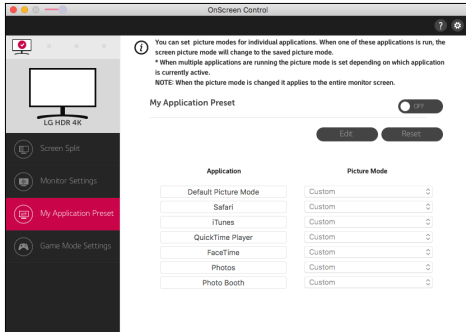 OnScreen Control
?
You can set picture modes for individual applications. When one of these applications is run, the
screen picture mode will change to the saved picture mode.
* When multiple applications are running the picture mode is set depending on which application
is currently active.
NOTE: When the picture mode is changed it applies to the entire monitor screen.
LG HDR 4K
Screen Split
Monitor Settings
My Application Preset
Game Mode Settings
My Application Preset
OFF
Edit
Reset
Application
Picture Mode
Default Picture Mode
Custom
Safari
Custom
iTunes
Custom
QuickTime Player
Custom
FaceTime
Custom
Photos
Custom
Photo Booth
Custom